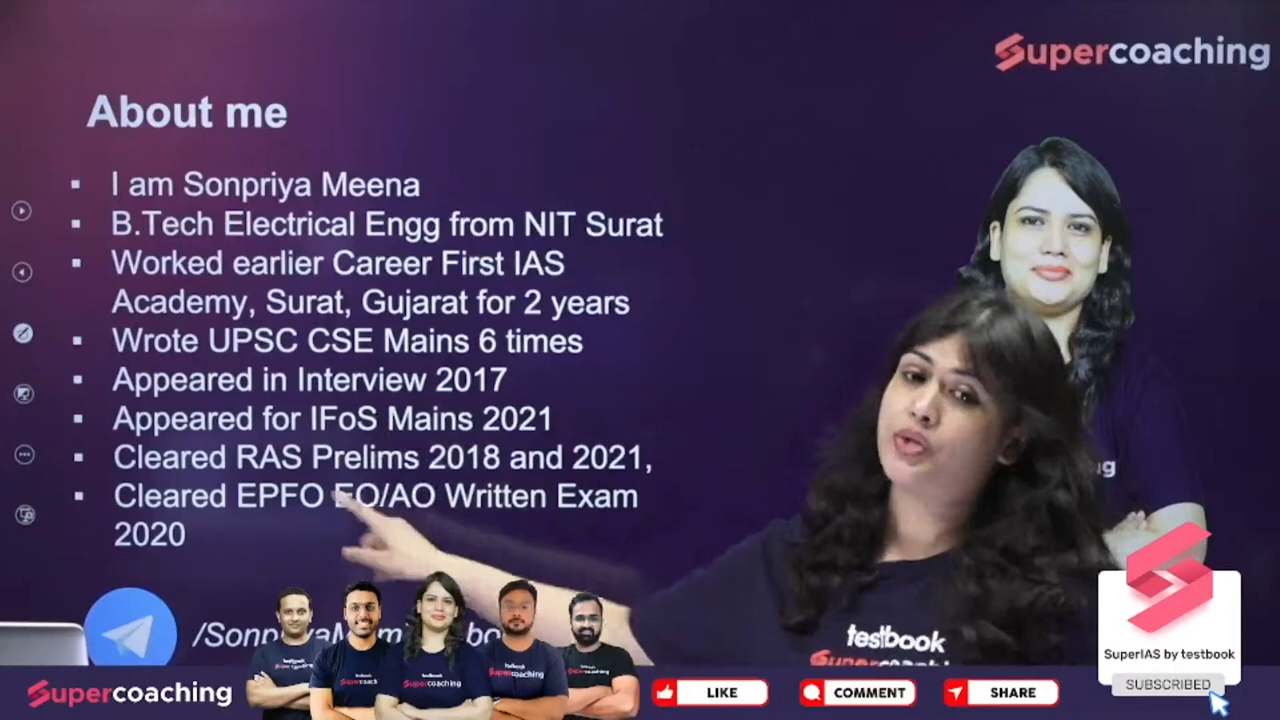 Supercoaching
About me
▪ I am Sonpriya Meena
▪ B.Tech Electrical Engg from NIT Surat
▪ Worked earlier Career First IAS
Academy, Surat, Gujarat for 2 years
▪ Wrote UPSC CSE Mains 6 times
▪ Appeared in Interview 2017
▪ Appeared for IFoS Mains 2021
▪ Cleared RAS Prelims 2018 and 2021,
▪ Cleared EPFO EO/AO Written Exam
2020
testbook
SuperIAS by testbook
SUBSCRIBED
Supercoaching
LIKE
COMMENT
SHARE